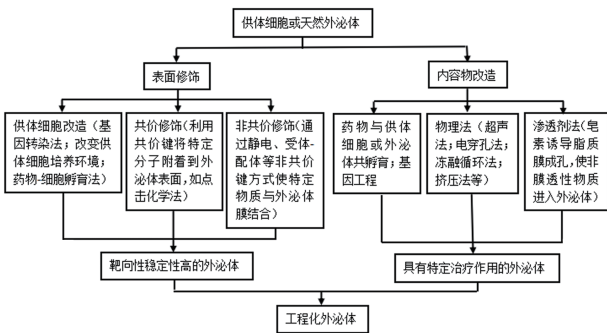 供体细胞或天然外泌体
表面修饰
内容物改造
供体细胞改造（基
因转染法；改变供
体细胞培养环境；
药物-细胞孵育法）
共价修饰(利用
共价键将特定
分子附着到外
泌体表面,如点
击化学法）
非共价修饰（通
过静电、受体-
配体等非共价
键方式使特定
物质与外泌体
膜结合）
药物与供体
细胞或外泌
体共孵育；基
因工程
物理法（超声
法；电穿孔法；
冻融循环法；
挤压法等）
渗透剂法(皂
素诱导脂质
膜成孔,使非
膜透性物质
进入外泌体）
靶向性稳定性高的外泌体
具有特定治疗作用的外泌体
工程化外泌体